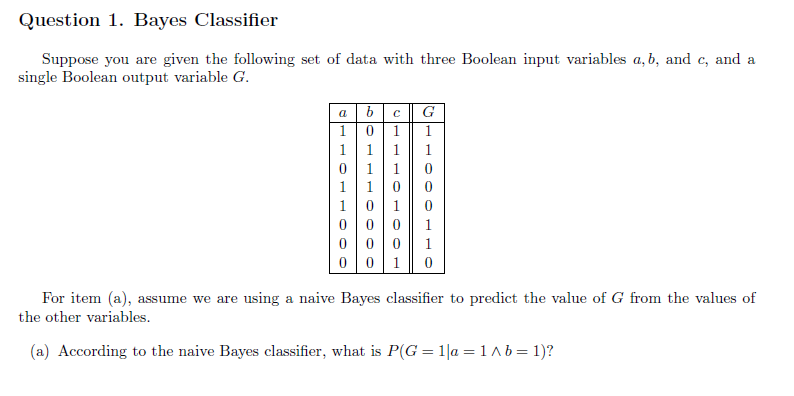 Question 1. Bayes Classifier
Suppose you are given the following set of data with three Boolean input variables a, b, and c, and a
single Boolean output variable G.
a b c G
1 0 1 1
1 1 1 1
0 1 1 0
1 1 0 0
1 0 1 0
0 0 0 1
0 0 0 1
0 0 1 0
For item (a), assume we are using a naive Bayes classifier to predict the value of G from the values of
the other variables.
(a) According to the naive Bayes classifier, what is P(G = 1|a = 1 ∧ b = 1)?